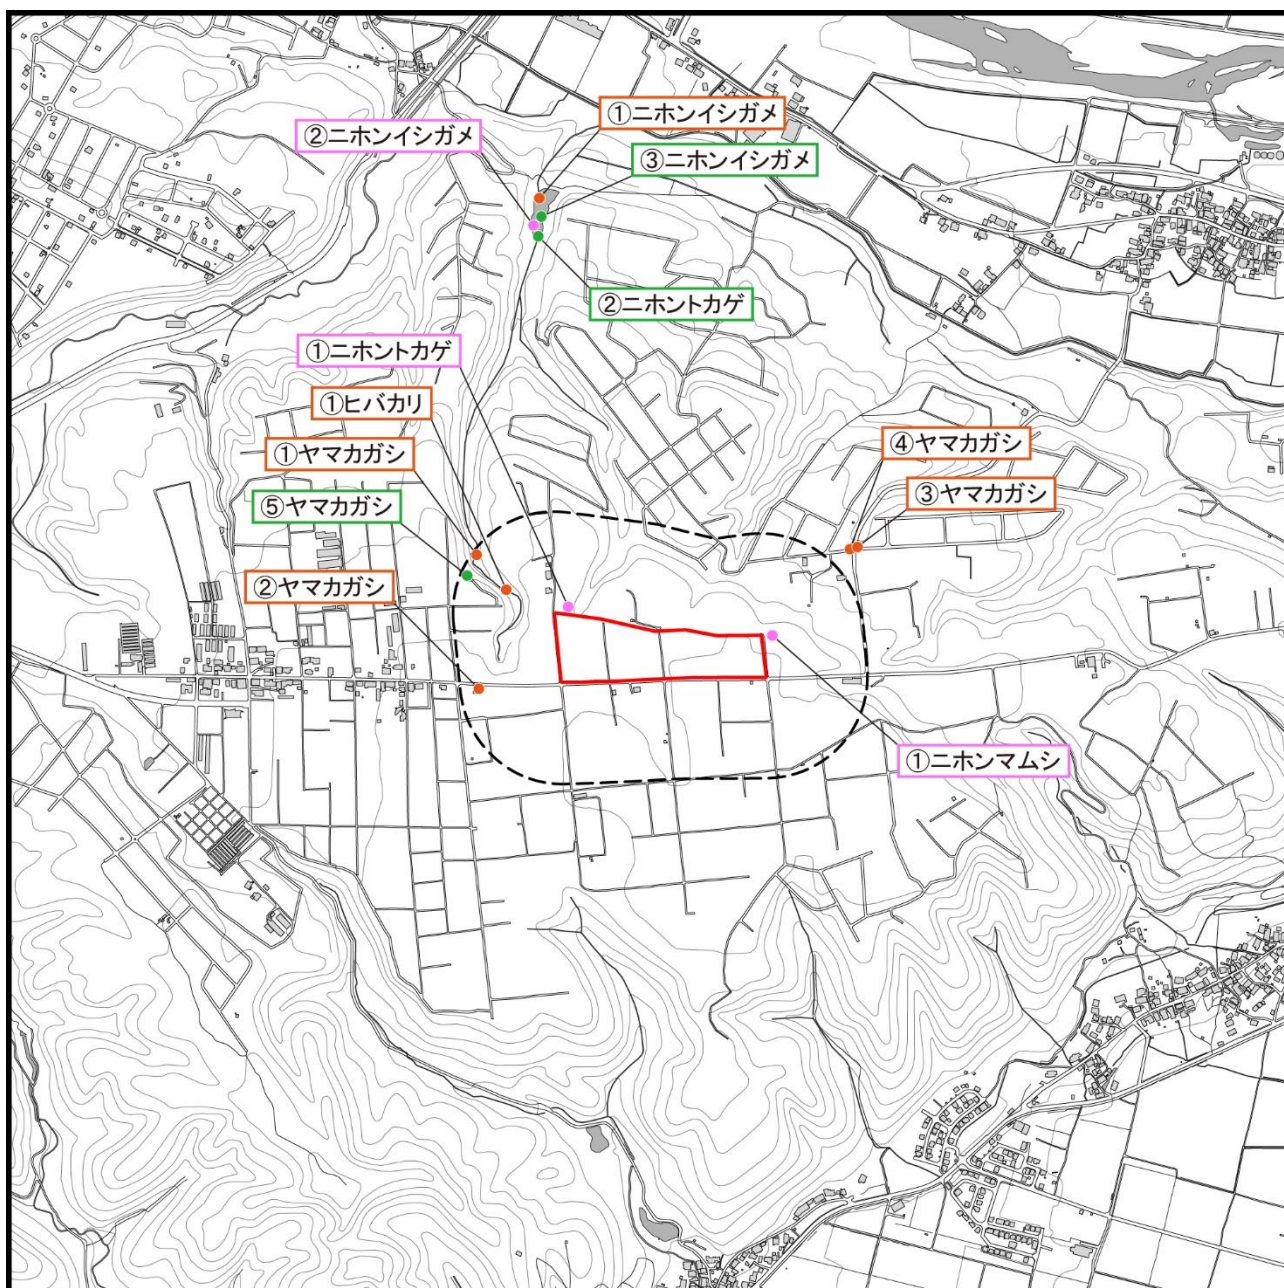 ①ニホンイシガメ
②ニホンイシガメ
③ニホンイシガメ
②ニホントカゲ
①ニホントカゲ
①ヒバカリ
①ヤマカガシ
④ヤマカガシ
③ヤマカガシ
⑤ヤマカガシ
②ヤマカガシ
①ニホンマムシ